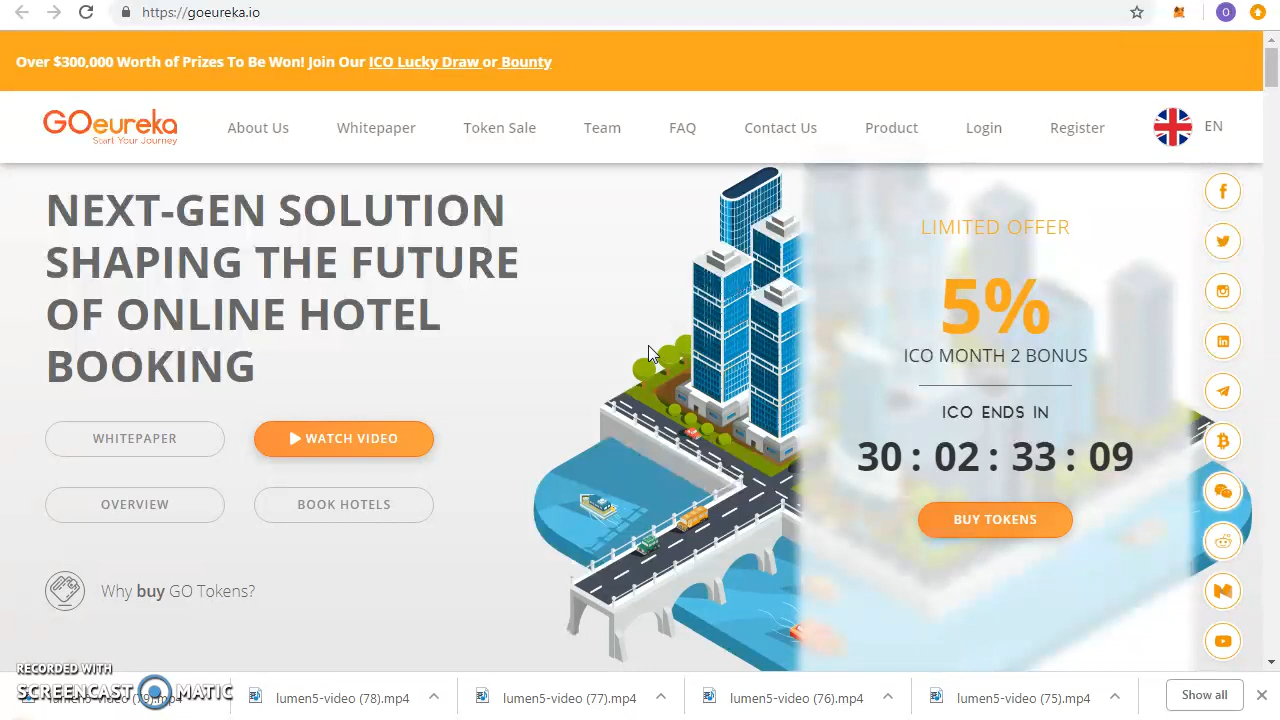 https://goeureka.io
Over $300,000 Worth of Prizes To Be Won! Join Our ICO Lucky Draw or Bounty
GOeureka
Start Your Journey
About Us
Whitepaper
Token Sale
Team
FAQ
Contact Us
Product
Login
Register
EN
NEXT-GEN SOLUTION
SHAPING THE FUTURE
OF ONLINE HOTEL
BOOKING
WHITEPAPER
WATCH VIDEO
OVERVIEW
BOOK HOTELS
Why buy GO Tokens?
LIMITED OFFER
5%
ICO MONTH 2 BONUS
ICO ENDS IN
30 : 02 : 33 : 09
BUY TOKENS
RECORDED WITH
SCREENCAST MATIC
lumen5-video (78).mp4
lumen5-video (77).mp4
lumen5-video (76).mp4
lumen5-video (75).mp4
Show all